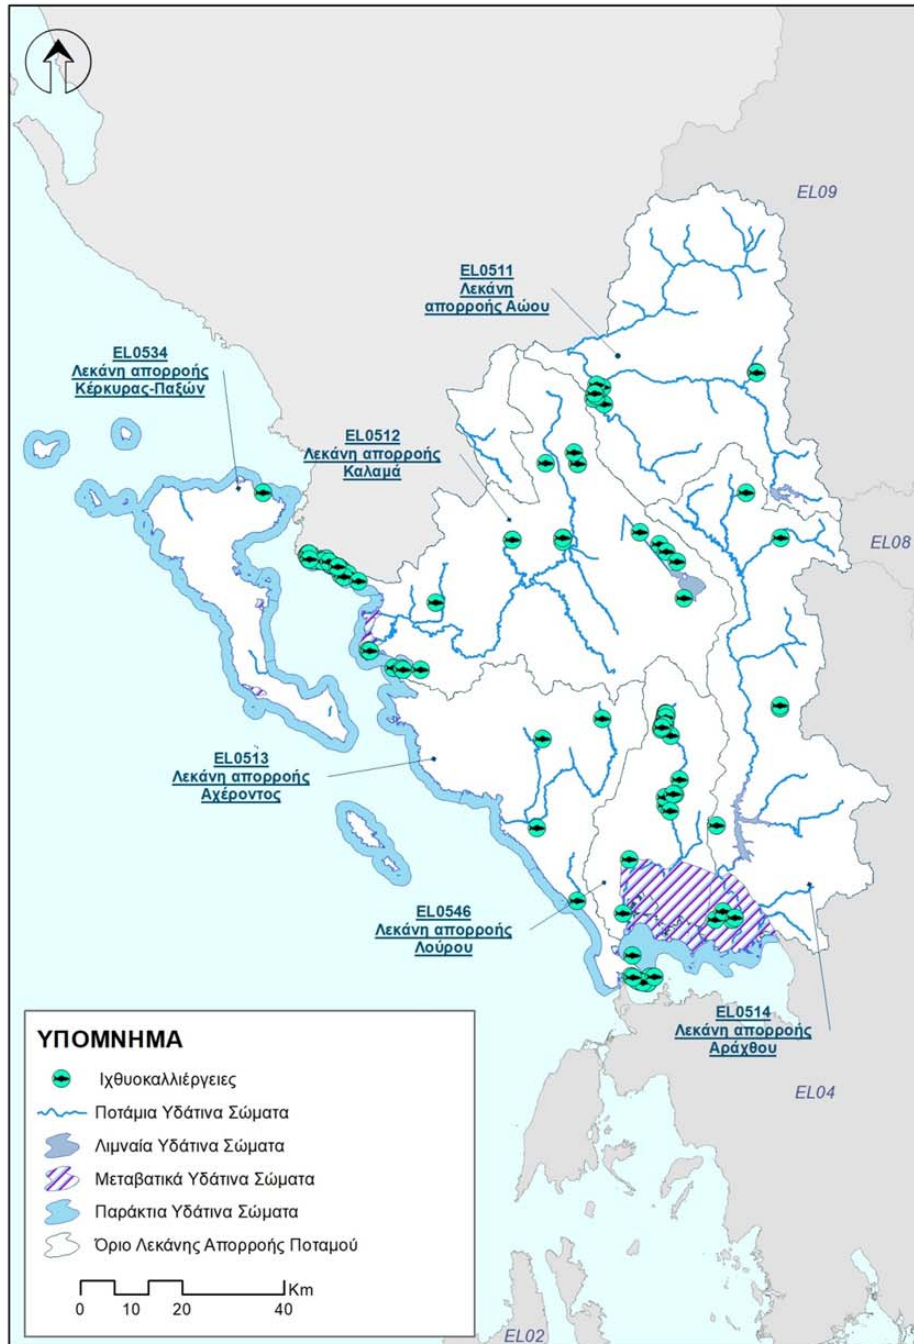 EL09
EL0511
Λεκάνη
απορροής Αώου
EL0534
Λεκάνη απορροής
Κέρκυρας-Παξών
EL0512
Λεκάνη απορροής
Καλαμά
EL08
EL0513
Λεκάνη απορροής
Αχέροντος
EL0546
Λεκάνη απορροής
Λούρου
EL0514
Λεκάνη απορροής
Αράχθου
EL04
ΥΠΟΜΝΗΜΑ
Ιχθυοκαλλιέργειες
Ποτάμια Υδάτινα Σώματα
Λιμναία Υδάτινα Σώματα
Μεταβατικά Υδάτινα Σώματα
Παράκτια Υδάτινα Σώματα
Όριο Λεκάνης Απορροής Ποταμού
Km
0 10 20 40
EL02